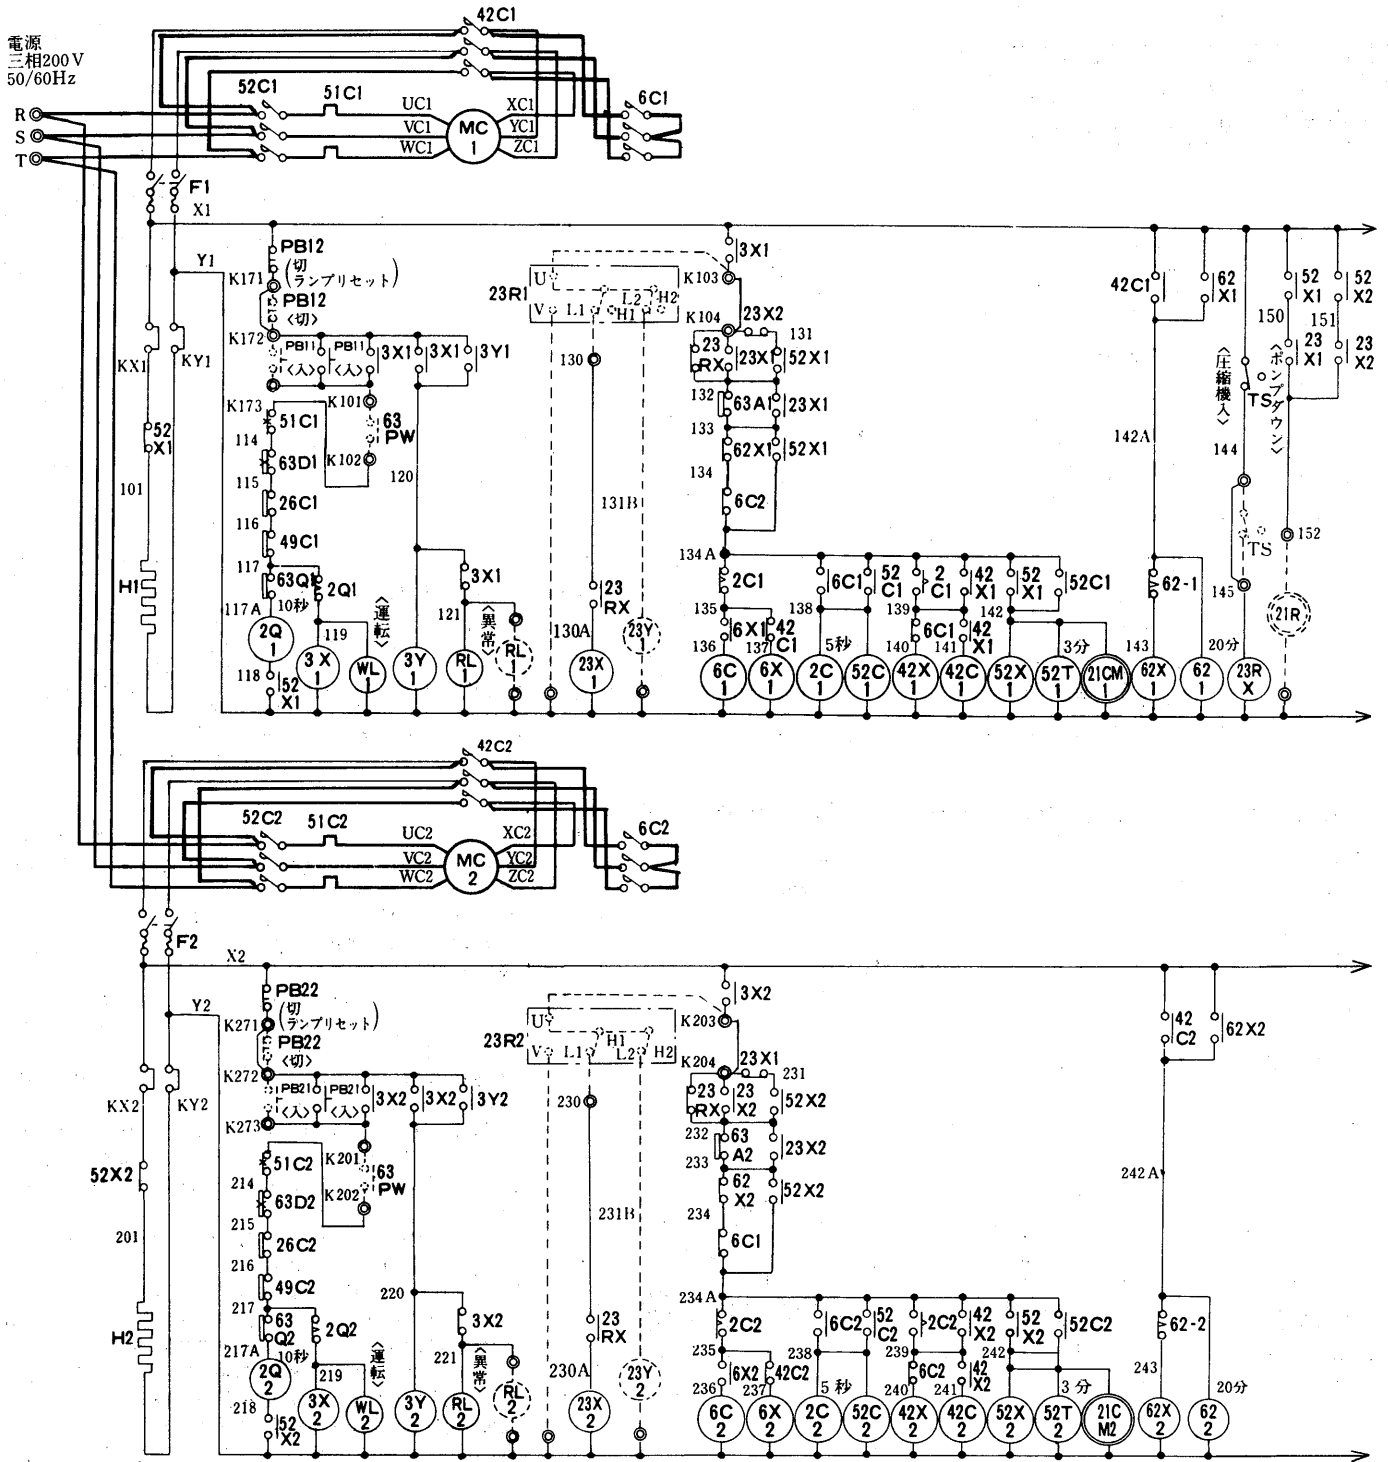 電源
三相200V
50/60Hz
R
S
T
42C1
52C1
51C1
UC1
VC1
WC1
MC
1
XC1
YC1
ZC1
6C1
F1
X1
Y1
KX1
KY1
52
X1
101
H1
PB12
(切
ランプリセット)
K171
PB12
〈切〉
K172
PB11
〈入〉
PB11
〈入〉
3X1
3X1
3Y1
K173
K101
51C1
63
PW
114
63D1
K102
115
26C1
116
49C1
117
63Q1
10秒
2Q1
117A
2Q
1
118
52
X1
119
〈運転〉
3X
1
WL
1
120
3Y
1
3X1
121
〈異常〉
RL
1
RL
1
23R1
U
V
L1
L2
H1
H2
130
131B
23
RX
130A
23X
1
23Y
1
3X1
K103
K104
23X2
131
23
RX
23X1
52X1
132
63A1
23X1
133
62X1
52X1
134
6C2
134A
2C1
6C1
52
C1
2
C1
42
X1
52
X1
52C1
135
6X1
42
C1
136
137
138
5秒
139
6C1
140
42
X1
141
142
3分
6C
1
6X
1
2C
1
52C
1
42X
1
42C
1
52X
1
52T
1
21CM
1
42C1
62
X1
142A
62-1
143
62X
1
62
1
20分
〈圧縮機入〉
TS
〈ポンプダウン〉
144
TS
145
23R
X
52
X1
52
X2
150
151
23
X1
23
X2
152
21R
42C2
52C2
51C2
UC2
VC2
WC2
MC
2
XC2
YC2
ZC2
6C2
F2
X2
Y2
KX2
KY2
52X2
201
H2
PB22
(切
ランプリセット)
K271
PB22
〈切〉
K272
PB21
〈入〉
PB21
〈入〉
3X2
3X2
3Y2
K273
K201
51C2
63
PW
214
63D2
K202
215
26C2
216
49C2
217
63
Q2
10秒
2Q2
217A
2Q
2
218
52
X2
219
〈運転〉
3X
2
WL
2
220
3Y
2
3X2
221
〈異常〉
RL
2
RL
2
23R2
U
V
L1
H1
L2
H2
230
231B
23
RX
230A
23X
2
23Y
2
3X2
K203
K204
23X1
231
23
RX
23
X2
52X2
232
63
A2
23X2
233
62
X2
52X2
234
6C1
234A
2C2
6C2
52
C2
2C2
42
X2
52
X2
52C2
235
6X2
42C2
236
237
238
5秒
239
6C2
240
42
X2
241
242
3分
6C
2
6X
2
2C
2
52C
2
42X
2
42C
2
52X
2
52T
2
21C
M2
42
C2
62X2
242A
62-2
243
20分
62X
2
62
2